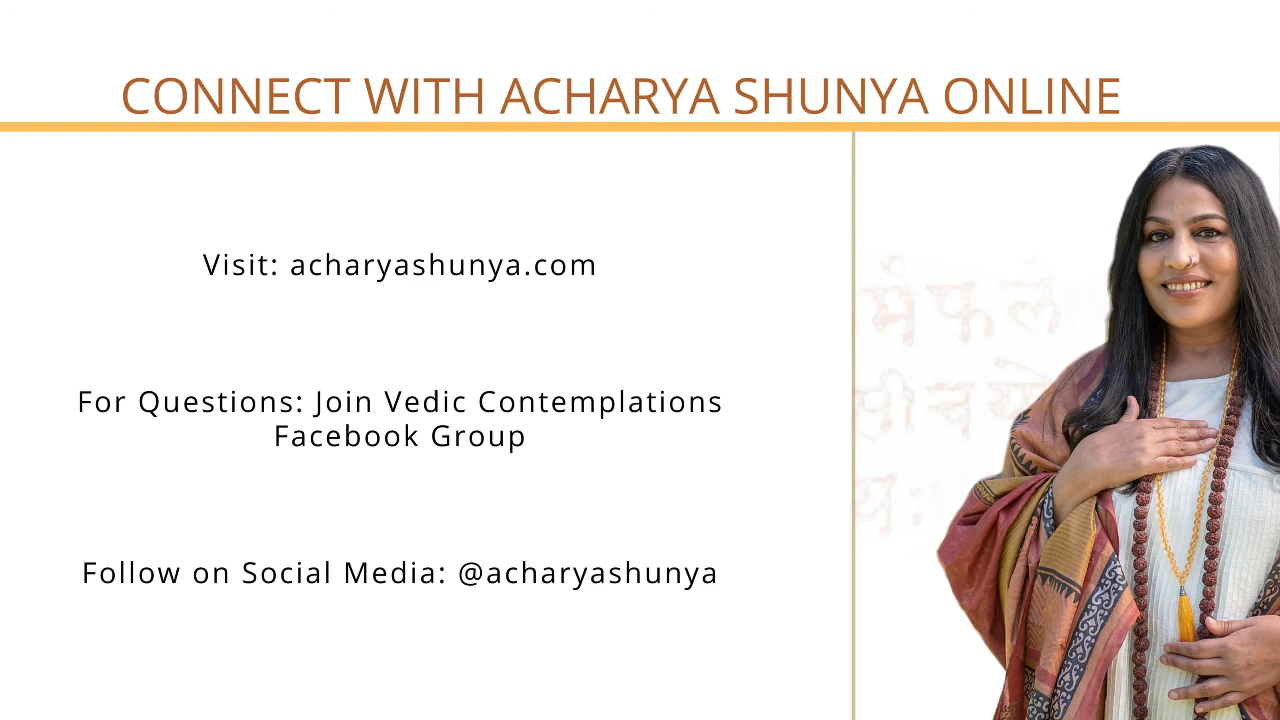 CONNECT WITH ACHARYA SHUNYA ONLINE
Visit: acharyashunya.com
For Questions: Join Vedic Contemplations
Facebook Group
Follow on Social Media: @acharyashunya
र्मफलं
सी च यो